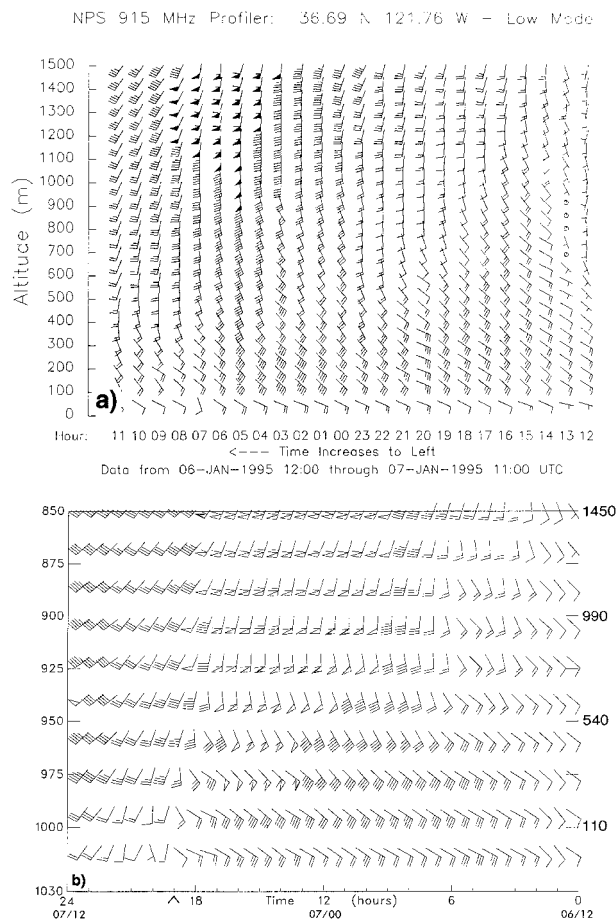 NPS 915 MHz Profiler: 36.69 N 121.76 W – Low Mode
1500
1400
1300
1200
1100
1000
900
800
700
600
500
400
300
200
100
0
Altitude (m)
a)
Hour: 11 10 09 08 07 06 05 04 03 02 01 00 23 22 21 20 19 18 17 16 15 14 13 12
<--- Time Increases to Left
Data from 06-JAN-1995 12:00 through 07-JAN-1995 11:00 UTC
850 1450
875
900 990
925
950 540
975
1000 110
1030
b)
24 ^ 18 Time 12 (hours) 6 0
07/12 07/00 06/12